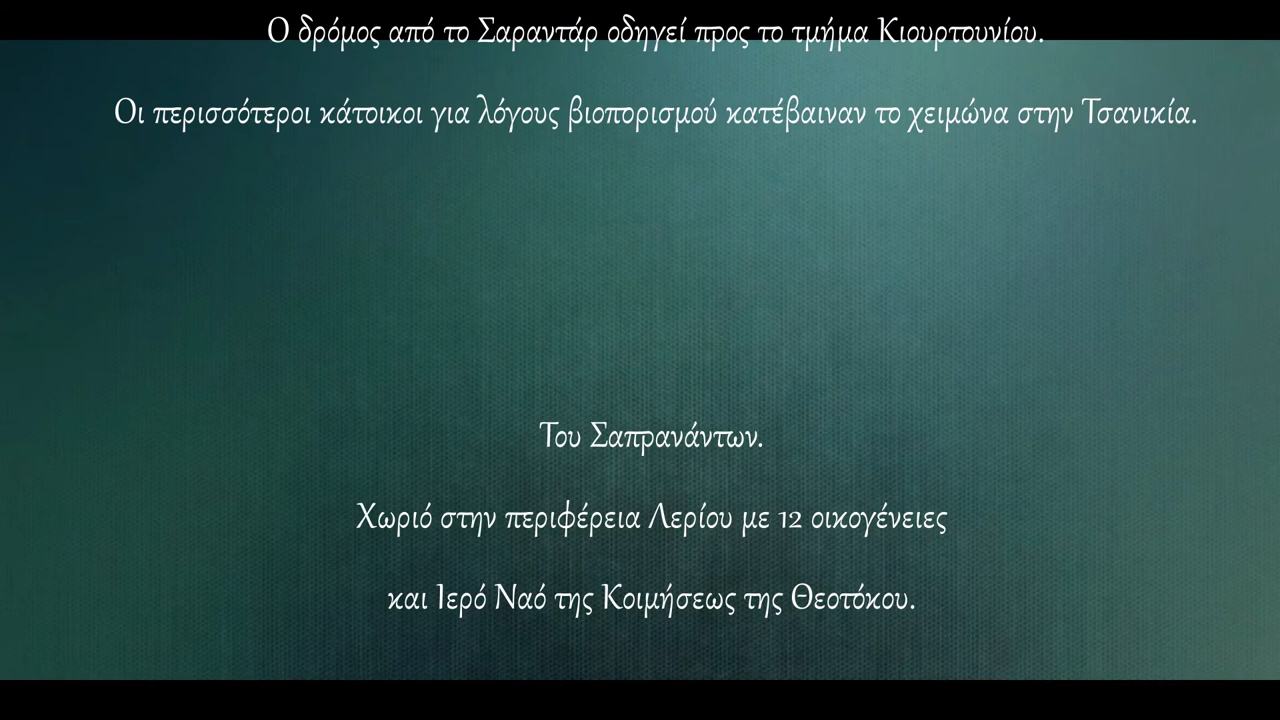 Ο δρόμος από το Σαραντάρ οδηγεί προς το τμήμα Κιουρτουνίου.
Οι περισσότεροι κάτοικοι για λόγους βιοπορισμού κατέβαιναν το χειμώνα στην Τσανικία.
Του Σαπρανάντων.
Χωριό στην περιφέρεια Λερίου με 12 οικογένειες
και Ιερό Ναό της Κοιμήσεως της Θεοτόκου.